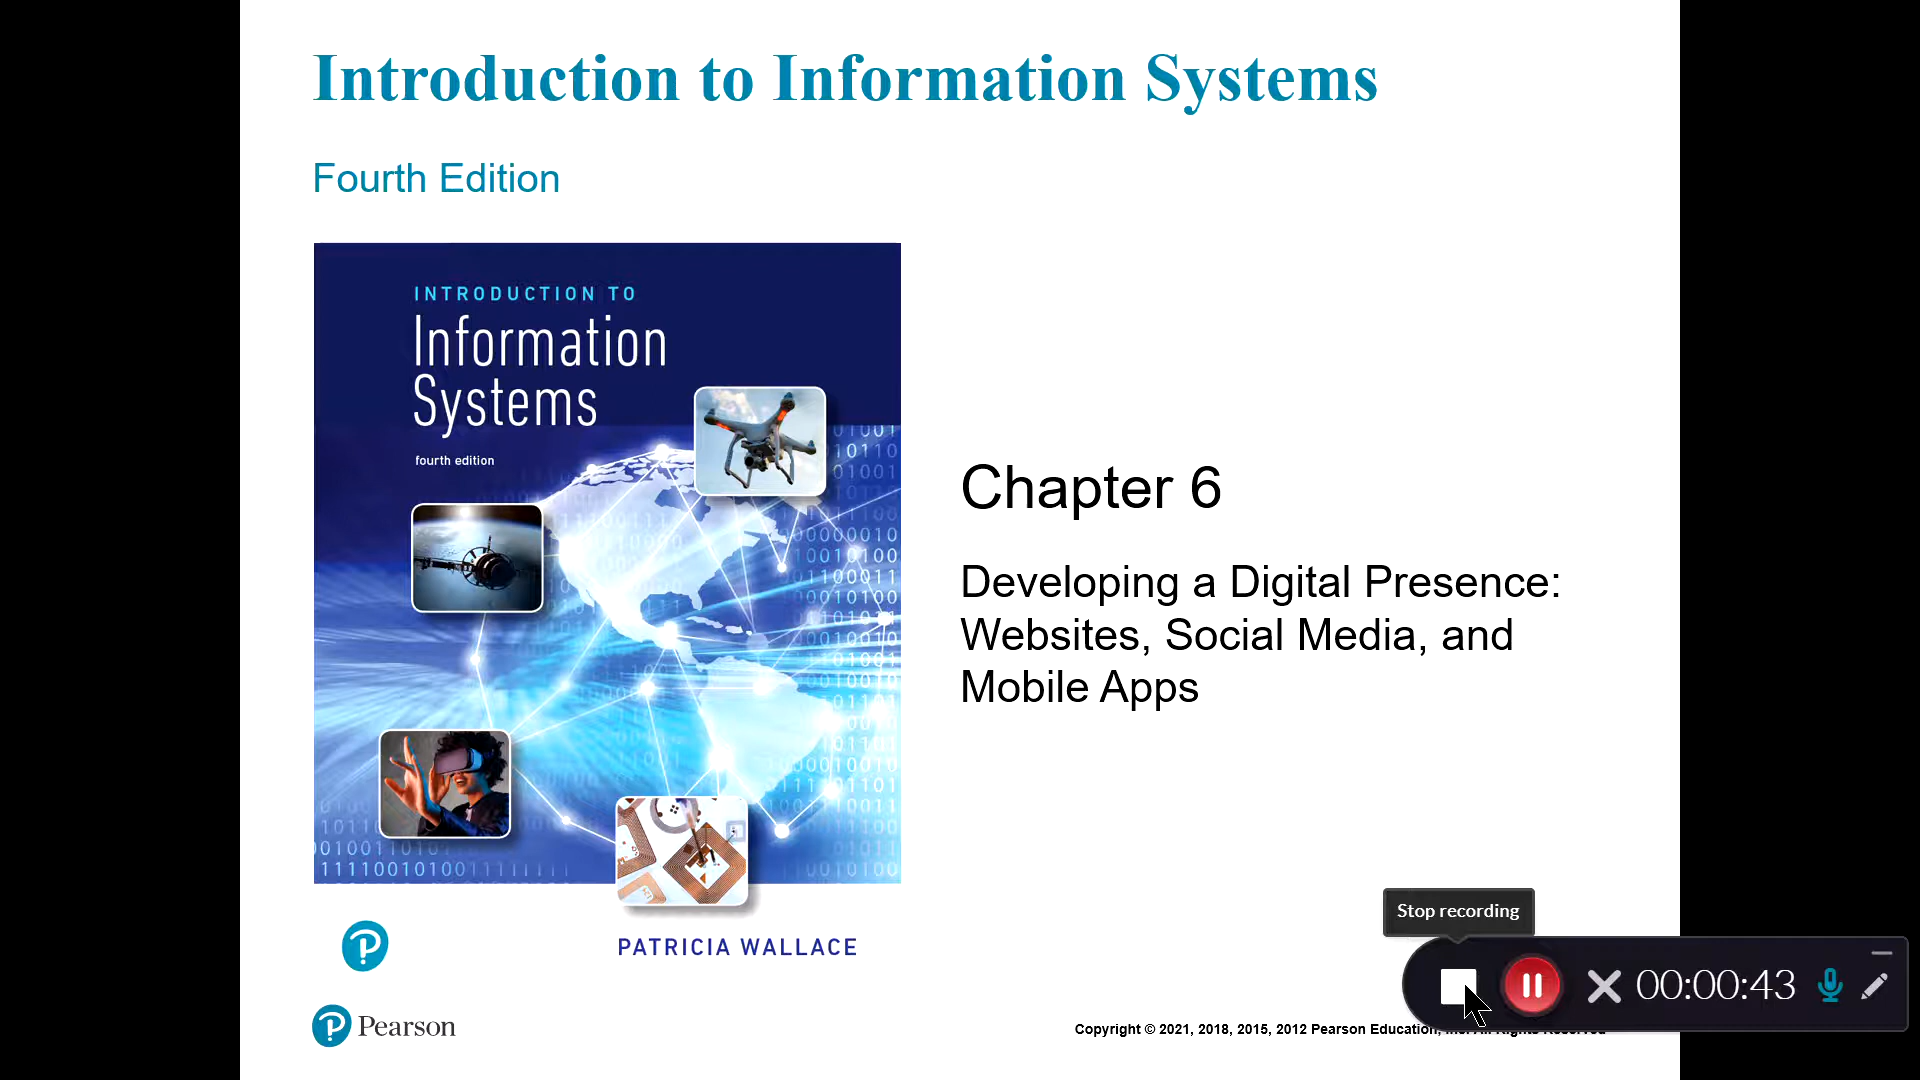 Introduction to Information Systems
Fourth Edition
INTRODUCTION TO
Information
Systems
fourth edition
PATRICIA WALLACE
Chapter 6
Developing a Digital Presence:
Websites, Social Media, and
Mobile Apps
Pearson
Copyright © 2021, 2018, 2015, 2012 Pearson Education,
Stop recording
00:00:43